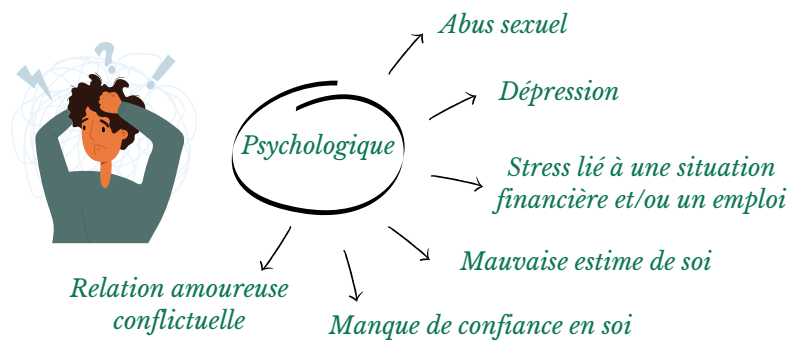 Abus sexuel
Dépression
Psychologique
Stress lié à une situation
financière et/ou un emploi
Mauvaise estime de soi
Relation amoureuse
conflictuelle
Manque de confiance en soi